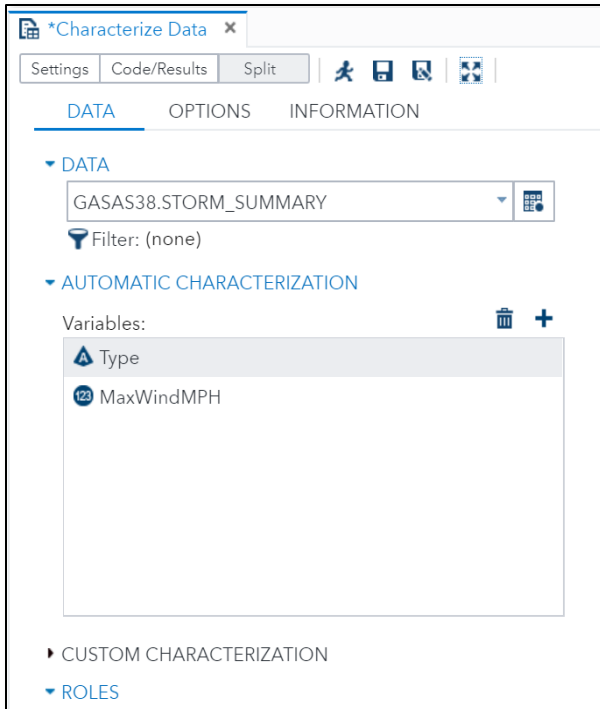 *Characterize Data ×
Settings Code/Results Split
DATA OPTIONS INFORMATION
DATA
GASAS38.STORM_SUMMARY
Filter: (none)
AUTOMATIC CHARACTERIZATION
Variables:
A Type
123 MaxWindMPH
CUSTOM CHARACTERIZATION
ROLES